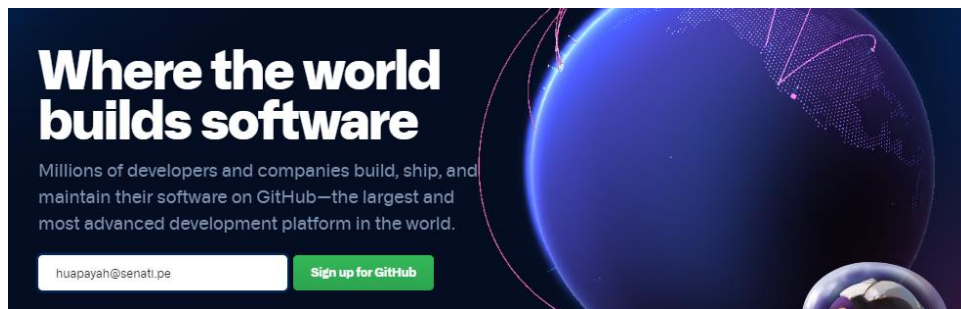 Where the world
builds software
Millions of developers and companies build, ship, and
maintain their software on GitHub—the largest and
most advanced development platform in the world.
huapayah@senati.pe
Sign up for GitHub